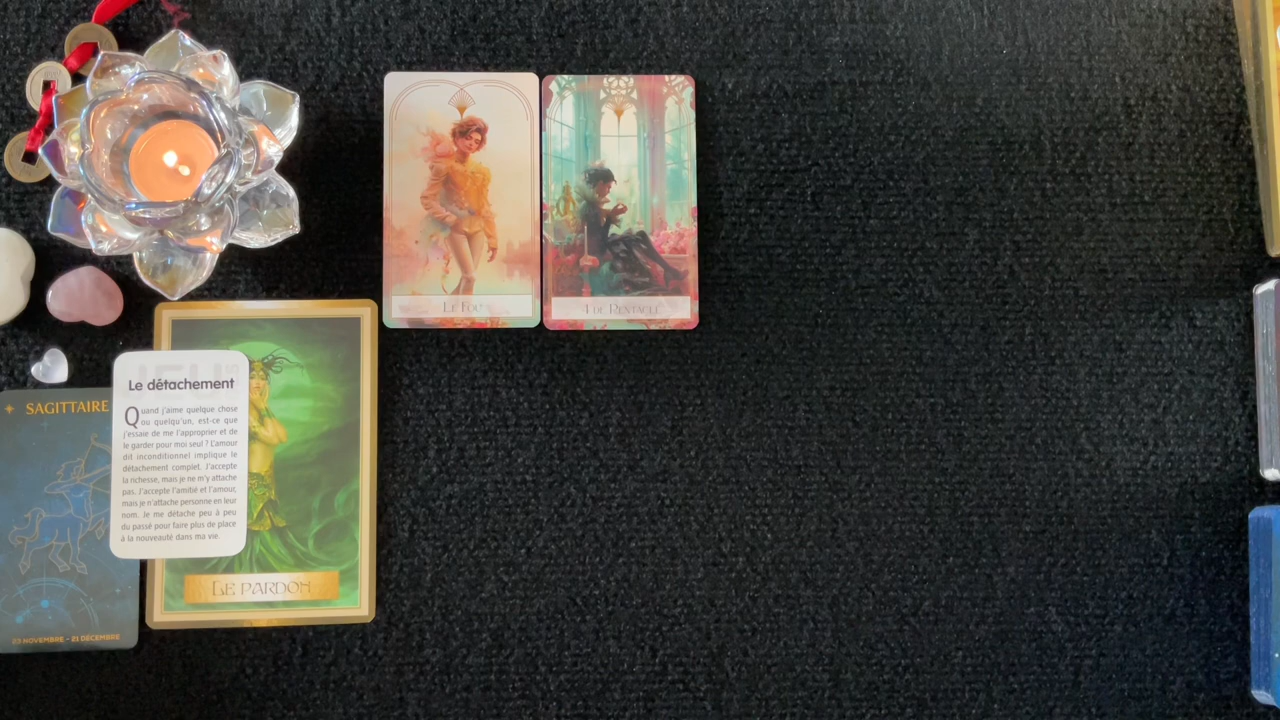 LE FOU
4 DE PENTACLE
Le détachement
Quand j'aime quelque chose
ou quelqu'un, est-ce que
j'essaie de me l'approprier et de
le garder pour moi seul ? L'amour
dit inconditionnel implique le
détachement complet. J'accepte
la richesse, mais je ne m'y attache
pas. J'accepte l'amitié et l'amour,
mais je n'attache personne en leur
nom. Je me détache peu à peu
du passé pour faire plus de place
à la nouveauté dans ma vie.
SAGITTAIRE
23 NOVEMBRE - 21 DÉCEMBRE
LE PARDON